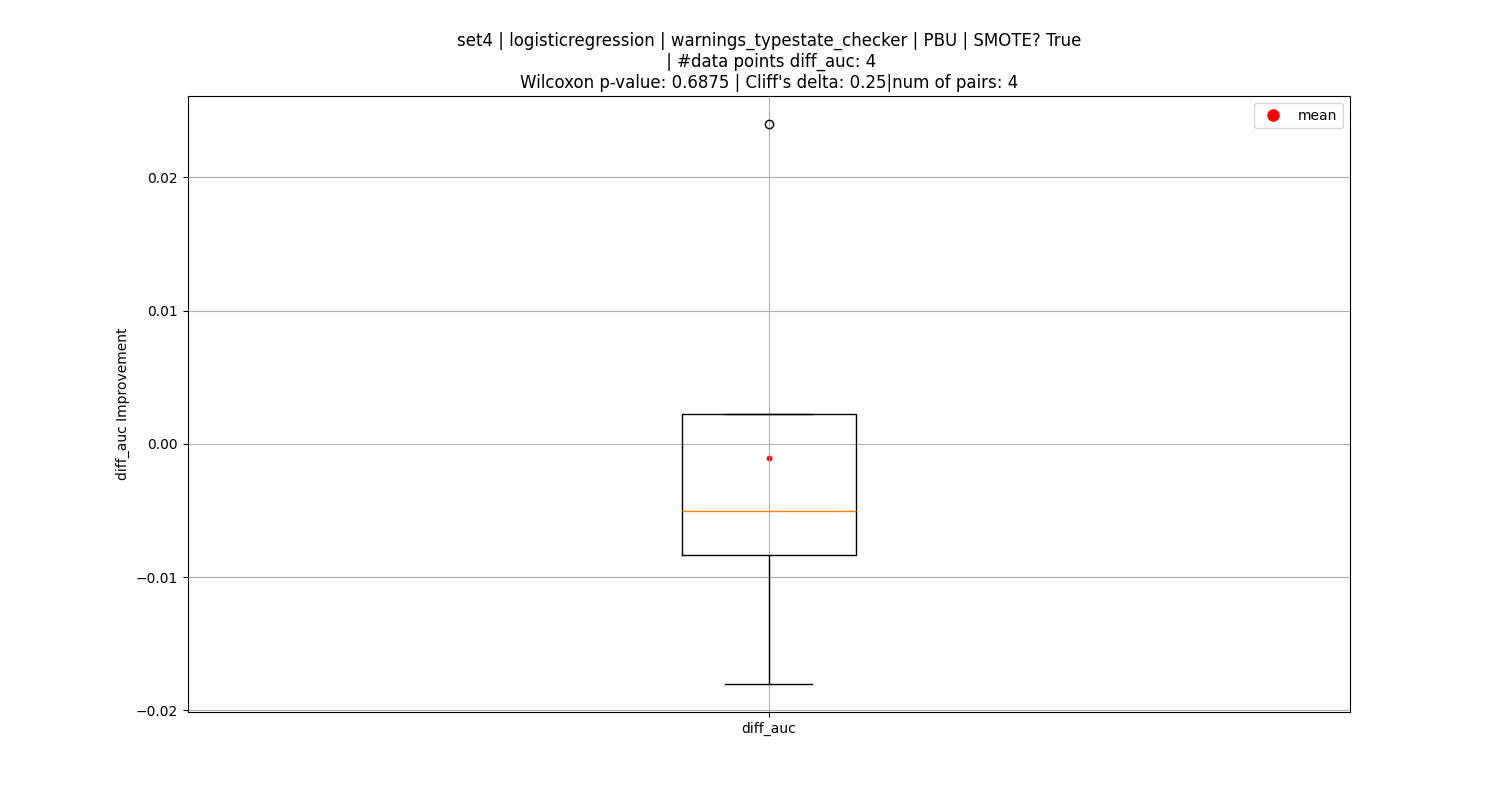 set4 | logisticregression | warnings_typestate_checker | PBU | SMOTE? True
| #data points diff_auc: 4
Wilcoxon p-value: 0.6875 | Cliff's delta: 0.25|num of pairs: 4
mean
0.02
0.01
0.00
−0.01
−0.02
diff_auc Improvement
diff_auc